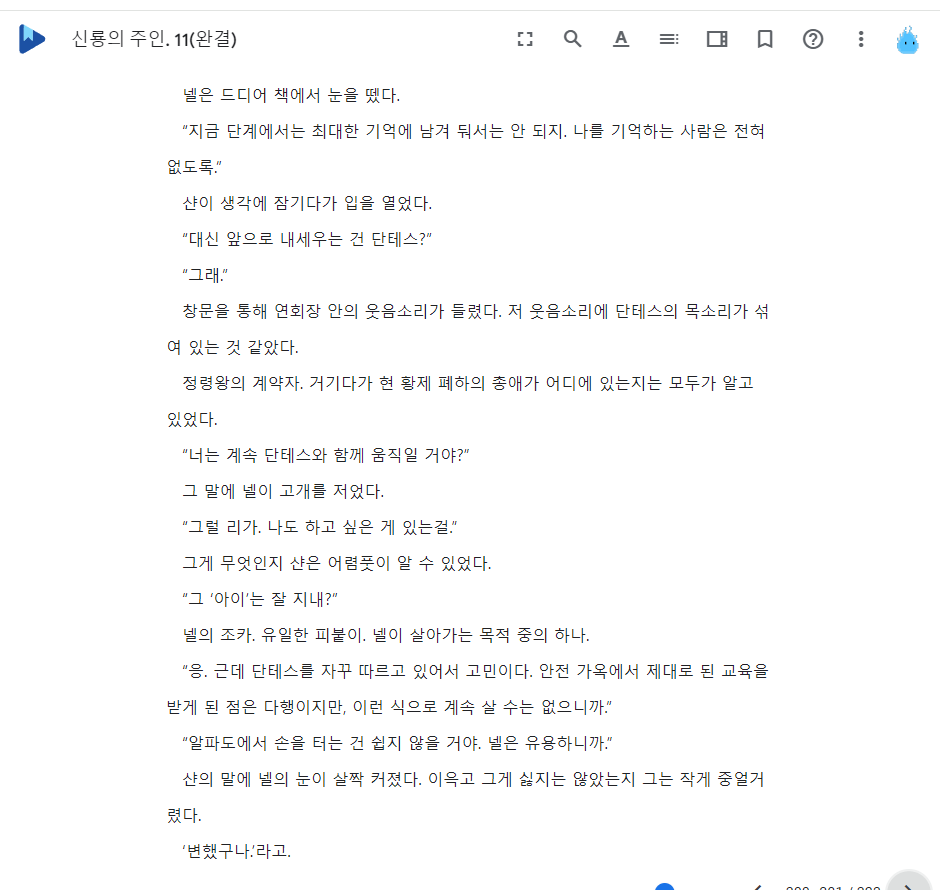 신룡의 주인. 11(완결)
넬은 드디어 책에서 눈을 뗐다.
“지금 단계에서는 최대한 기억에 남겨 둬서는 안 되지. 나를 기억하는 사람은 전혀
없도록.”
샨이 생각에 잠기다가 입을 열었다.
“대신 앞으로 내세우는 건 단테스?”
“그래.”
창문을 통해 연회장 안의 웃음소리가 들렸다. 저 웃음소리에 단테스의 목소리가 섞
여 있는 것 같았다.
정령왕의 계약자. 거기다가 현 황제 폐하의 총애가 어디에 있는지는 모두가 알고
있었다.
“너는 계속 단테스와 함께 움직일 거야?”
그 말에 넬이 고개를 저었다.
“그럴 리가. 나도 하고 싶은 게 있는걸.”
그게 무엇인지 샨은 어렴풋이 알 수 있었다.
“그 ‘아이’는 잘 지내?”
넬의 조카. 유일한 피붙이. 넬이 살아가는 목적 중의 하나.
“응. 근데 단테스를 자꾸 따르고 있어서 고민이다. 안전 가옥에서 제대로 된 교육을
받게 된 점은 다행이지만, 이런 식으로 계속 살 수는 없으니까.”
“알파도에서 손을 터는 건 쉽지 않을 거야. 넬은 유용하니까.”
샨의 말에 넬의 눈이 살짝 커졌다. 이윽고 그게 싫지는 않았는지 그는 작게 중얼거
렸다.
‘변했구나.’라고.